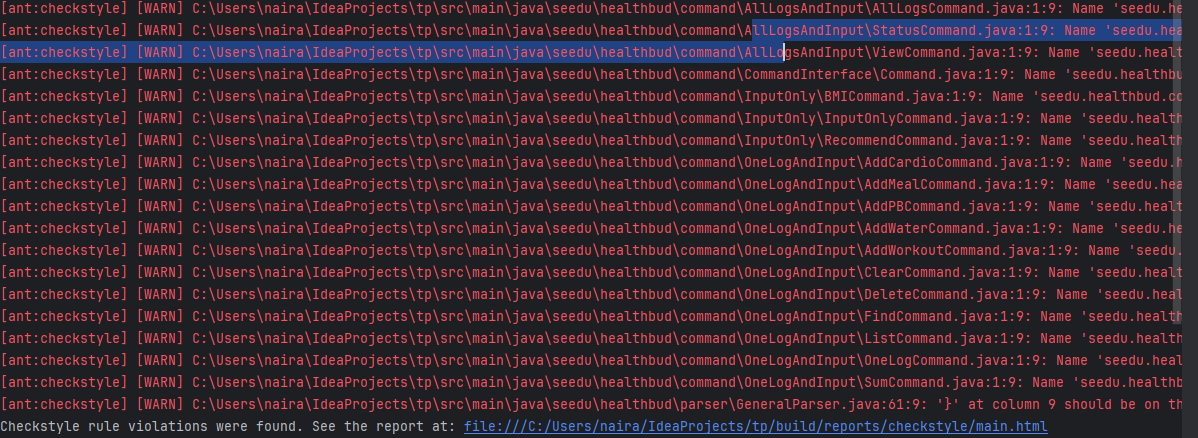 [ant:checkstyle] [WARN] C:\Users\naira\IdeaProjects\tp\src\main\java\seedu\healthbud\command\AllLogsAndInput\AllLogsCommand.java:1:9: Name 'seedu.he
[ant:checkstyle] [WARN] C:\Users\naira\IdeaProjects\tp\src\main\java\seedu\healthbud\command\AllLogsAndInput\StatusCommand.java:1:9: Name 'seedu.hea
[ant:checkstyle] [WARN] C:\Users\naira\IdeaProjects\tp\src\main\java\seedu\healthbud\command\AllLogsAndInput\ViewCommand.java:1:9: Name 'seedu.healt
[ant:checkstyle] [WARN] C:\Users\naira\IdeaProjects\tp\src\main\java\seedu\healthbud\command\CommandInterface\Command.java:1:9: Name 'seedu.healthbu
[ant:checkstyle] [WARN] C:\Users\naira\IdeaProjects\tp\src\main\java\seedu\healthbud\command\InputOnly\BMICommand.java:1:9: Name 'seedu.healthbud.co
[ant:checkstyle] [WARN] C:\Users\naira\IdeaProjects\tp\src\main\java\seedu\healthbud\command\InputOnly\InputOnlyCommand.java:1:9: Name 'seedu.health
[ant:checkstyle] [WARN] C:\Users\naira\IdeaProjects\tp\src\main\java\seedu\healthbud\command\InputOnly\RecommendCommand.java:1:9: Name 'seedu.health
[ant:checkstyle] [WARN] C:\Users\naira\IdeaProjects\tp\src\main\java\seedu\healthbud\command\OneLogAndInput\AddCardioCommand.java:1:9: Name 'seedu.h
[ant:checkstyle] [WARN] C:\Users\naira\IdeaProjects\tp\src\main\java\seedu\healthbud\command\OneLogAndInput\AddMealCommand.java:1:9: Name 'seedu.hea
[ant:checkstyle] [WARN] C:\Users\naira\IdeaProjects\tp\src\main\java\seedu\healthbud\command\OneLogAndInput\AddPBCommand.java:1:9: Name 'seedu.healt
[ant:checkstyle] [WARN] C:\Users\naira\IdeaProjects\tp\src\main\java\seedu\healthbud\command\OneLogAndInput\AddWaterCommand.java:1:9: Name 'seedu.he
[ant:checkstyle] [WARN] C:\Users\naira\IdeaProjects\tp\src\main\java\seedu\healthbud\command\OneLogAndInput\AddWorkoutCommand.java:1:9: Name 'seedu.
[ant:checkstyle] [WARN] C:\Users\naira\IdeaProjects\tp\src\main\java\seedu\healthbud\command\OneLogAndInput\ClearCommand.java:1:9: Name 'seedu.healt
[ant:checkstyle] [WARN] C:\Users\naira\IdeaProjects\tp\src\main\java\seedu\healthbud\command\OneLogAndInput\DeleteCommand.java:1:9: Name 'seedu.heal
[ant:checkstyle] [WARN] C:\Users\naira\IdeaProjects\tp\src\main\java\seedu\healthbud\command\OneLogAndInput\FindCommand.java:1:9: Name 'seedu.health
[ant:checkstyle] [WARN] C:\Users\naira\IdeaProjects\tp\src\main\java\seedu\healthbud\command\OneLogAndInput\ListCommand.java:1:9: Name 'seedu.health
[ant:checkstyle] [WARN] C:\Users\naira\IdeaProjects\tp\src\main\java\seedu\healthbud\command\OneLogAndInput\OneLogCommand.java:1:9: Name 'seedu.heal
[ant:checkstyle] [WARN] C:\Users\naira\IdeaProjects\tp\src\main\java\seedu\healthbud\command\OneLogAndInput\SumCommand.java:1:9: Name 'seedu.healthb
[ant:checkstyle] [WARN] C:\Users\naira\IdeaProjects\tp\src\main\java\seedu\healthbud\parser\GeneralParser.java:61:9: '}' at column 9 should be on th
Checkstyle rule violations were found. See the report at: file:///C:/Users/naira/IdeaProjects/tp/build/reports/checkstyle/main.html